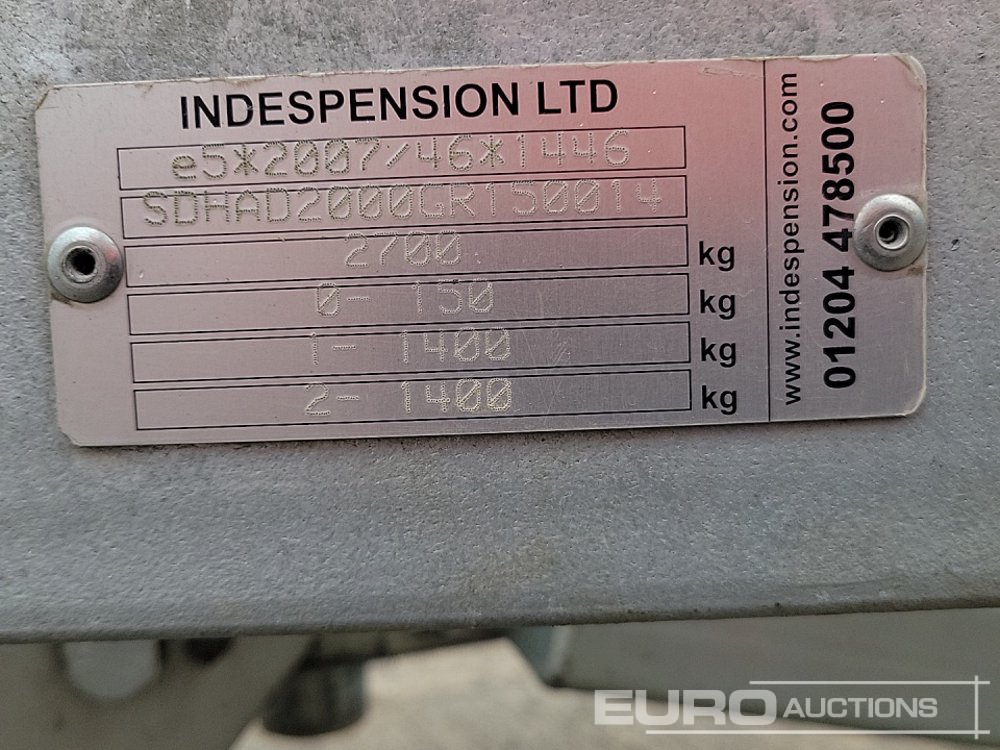 INDESPENSION LTD
e5*2007/46*1446
SDHAD2000GR150014
2700 kg
0- 150 kg
1- 1400 kg
2- 1400 kg
www.indespension.com
01204 478500
EURO AUCTIONS